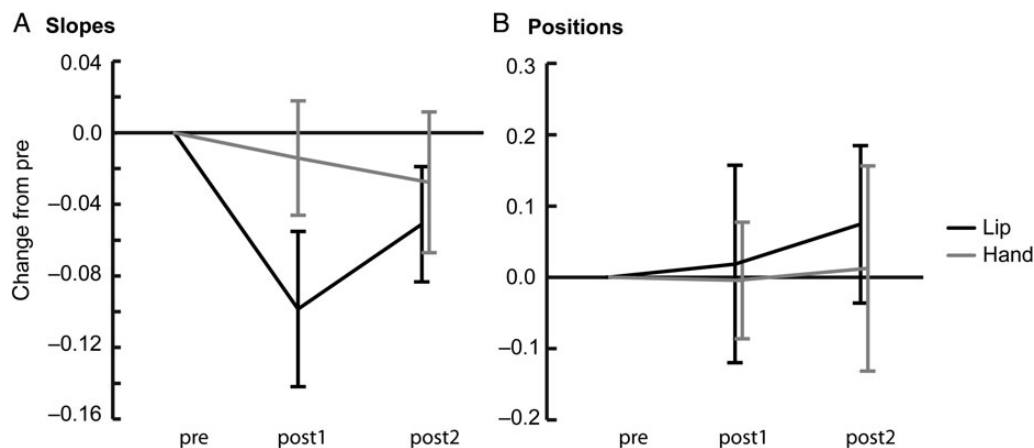 A Slopes
0.04
0.0
–0.04
–0.08
–0.12
–0.16
Change from pre
pre post1 post2
B Positions
0.3
0.2
0.1
0.0
–0.1
–0.2
pre post1 post2
Lip
Hand